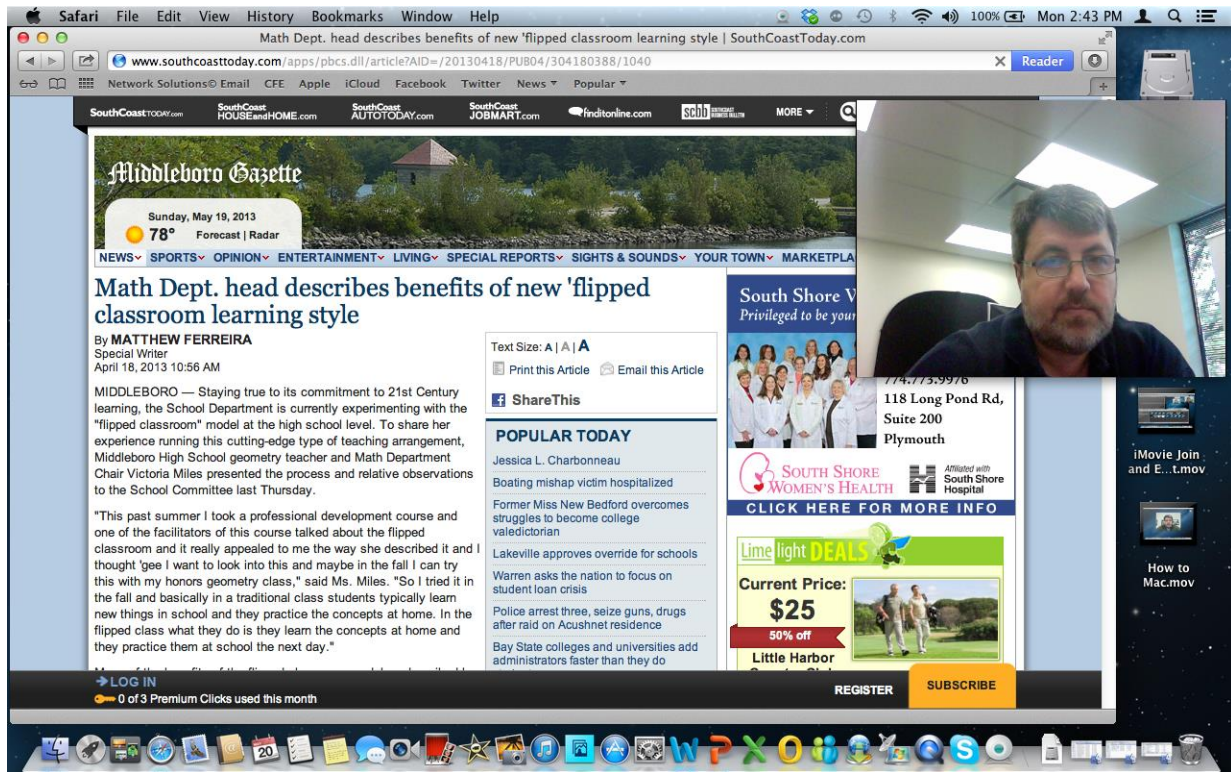 Safari File Edit View History Bookmarks Window Help 100% Mon 2:43 PM
Math Dept. head describes benefits of new 'flipped classroom learning style | SouthCoastToday.com
www.southcoasttoday.com/apps/pbcs.dll/article?AID=/20130418/PUB04/304180388/1040 Reader
Network Solutions© Email CFE Apple iCloud Facebook Twitter News Popular
SouthCoastTODAY.com SouthCoast HOUSEandHOME.com SouthCoast AUTOTODAY.com SouthCoast JOBMART.com finditonline.com scbb MORE
Middleboro Gazette
Sunday, May 19, 2013
78° Forecast | Radar
NEWS SPORTS OPINION ENTERTAINMENT LIVING SPECIAL REPORTS SIGHTS & SOUNDS YOUR TOWN MARKETPLA
Math Dept. head describes benefits of new 'flipped
classroom learning style
By MATTHEW FERREIRA
Special Writer
April 18, 2013 10:56 AM
MIDDLEBORO — Staying true to its commitment to 21st Century
learning, the School Department is currently experimenting with the
"flipped classroom" model at the high school level. To share her
experience running this cutting-edge type of teaching arrangement,
Middleboro High School geometry teacher and Math Department
Chair Victoria Miles presented the process and relative observations
to the School Committee last Thursday.
"This past summer I took a professional development course and
one of the facilitators of this course talked about the flipped
classroom and it really appealed to me the way she described it and I
thought 'gee I want to look into this and maybe in the fall I can try
this with my honors geometry class," said Ms. Miles. "So I tried it in
the fall and basically in a traditional class students typically learn
new things in school and they practice the concepts at home. In the
flipped class what they do is they learn the concepts at home and
they practice them at school the next day."
Text Size: A | A | A
Print this Article Email this Article
ShareThis
POPULAR TODAY
Jessica L. Charbonneau
Boating mishap victim hospitalized
Former Miss New Bedford overcomes
struggles to become college
valedictorian
Lakeville approves override for schools
Warren asks the nation to focus on
student loan crisis
Police arrest three, seize guns, drugs
after raid on Acushnet residence
Bay State colleges and universities add
administrators faster than they do
South Shore W
Privileged to be your
774.773.9976
118 Long Pond Rd,
Suite 200
Plymouth
SOUTH SHORE
WOMEN'S HEALTH
Affiliated with
South Shore
Hospital
CLICK HERE FOR MORE INFO
Lime light DEALS
Current Price:
$25
50% off
Little Harbor
LOG IN
0 of 3 Premium Clicks used this month
REGISTER
SUBSCRIBE
iMovie Join
and E...t.mov
How to
Mac.mov
20